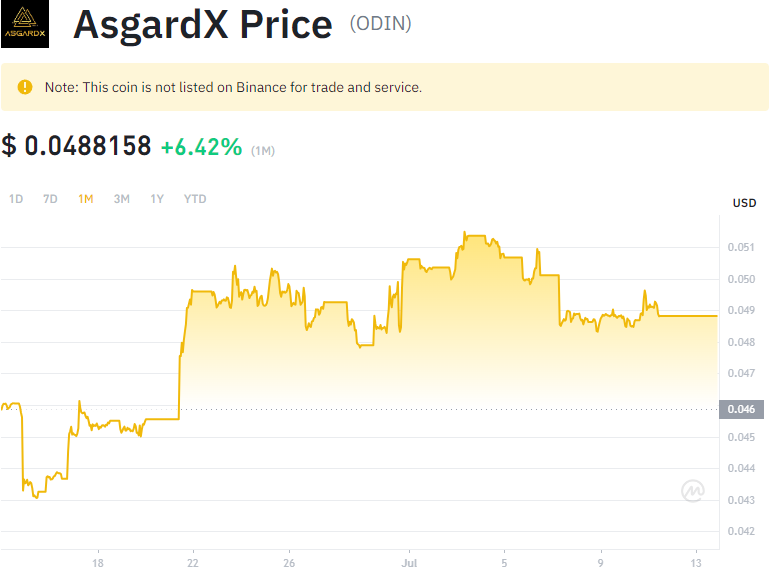 ASGARDX
AsgardX Price (ODIN)
Note: This coin is not listed on Binance for trade and service.
$ 0.0488158 +6.42% (1M)
1D 7D 1M 3M 1Y YTD
USD
0.051
0.050
0.049
0.048
0.047
0.046
0.045
0.044
0.043
0.042
18 22 26 Jul 5 9 13